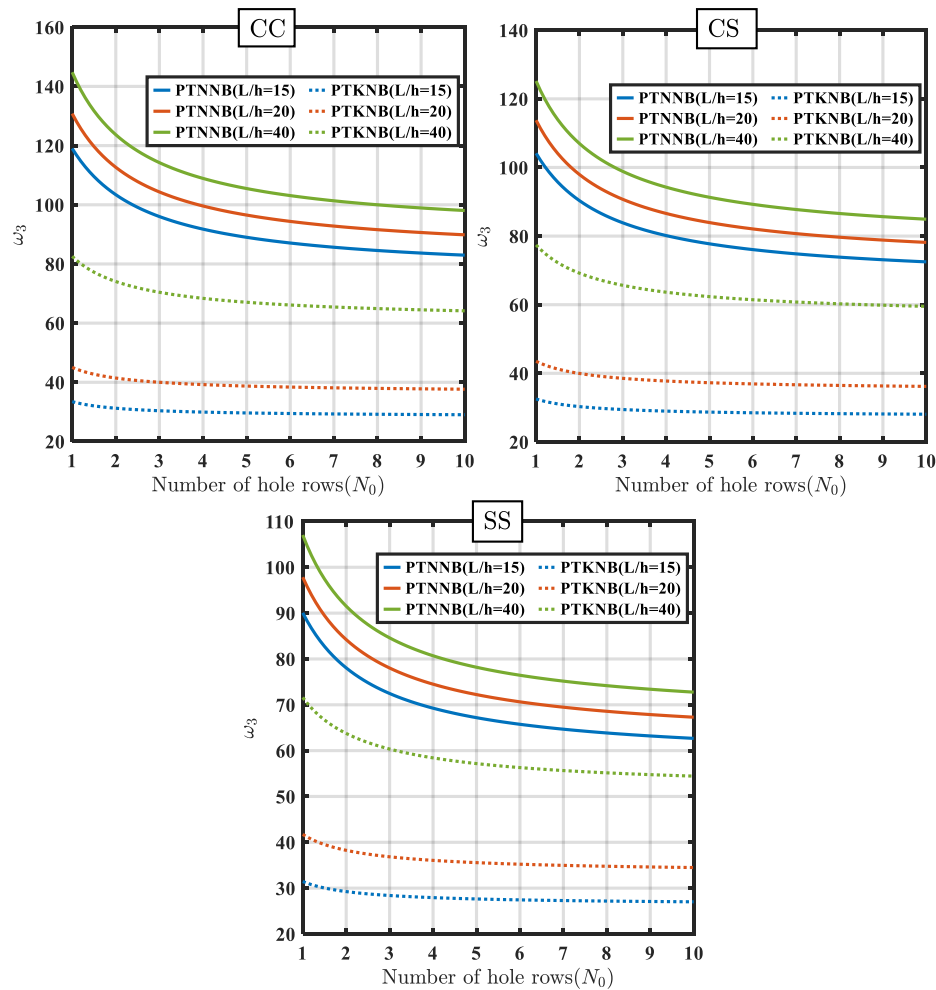 CC
160
140
120
100
80
60
40
20
ω₃
PTNNB(L/h=15) PTKNB(L/h=15)
PTNNB(L/h=20) PTKNB(L/h=20)
PTNNB(L/h=40) PTKNB(L/h=40)
1 2 3 4 5 6 7 8 9 10
Number of hole rows(N₀)
CS
140
120
100
80
60
40
20
ω₃
PTNNB(L/h=15) PTKNB(L/h=15)
PTNNB(L/h=20) PTKNB(L/h=20)
PTNNB(L/h=40) PTKNB(L/h=40)
1 2 3 4 5 6 7 8 9 10
Number of hole rows(N₀)
SS
110
100
90
80
70
60
50
40
30
20
ω₃
PTNNB(L/h=15) PTKNB(L/h=15)
PTNNB(L/h=20) PTKNB(L/h=20)
PTNNB(L/h=40) PTKNB(L/h=40)
1 2 3 4 5 6 7 8 9 10
Number of hole rows(N₀)